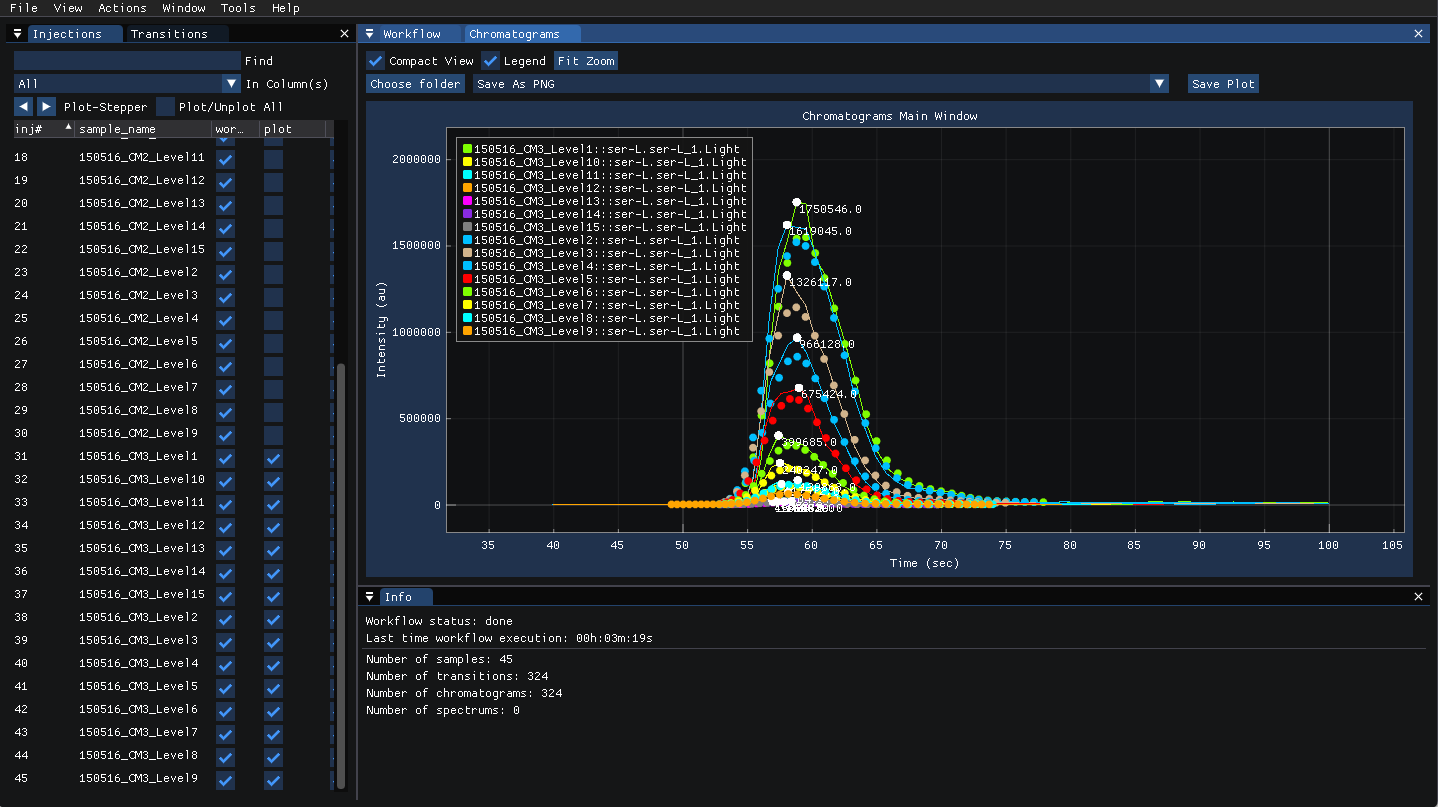 File View Actions Window Tools Help
Injections Transitions
Find
All In Column(s)
Plot-Stepper Plot/Unplot All
inj# sample_name wor… plot
18 150516_CM2_Level11
19 150516_CM2_Level12
20 150516_CM2_Level13
21 150516_CM2_Level14
22 150516_CM2_Level15
23 150516_CM2_Level2
24 150516_CM2_Level3
25 150516_CM2_Level4
26 150516_CM2_Level5
27 150516_CM2_Level6
28 150516_CM2_Level7
29 150516_CM2_Level8
30 150516_CM2_Level9
31 150516_CM3_Level1
32 150516_CM3_Level10
33 150516_CM3_Level11
34 150516_CM3_Level12
35 150516_CM3_Level13
36 150516_CM3_Level14
37 150516_CM3_Level15
38 150516_CM3_Level2
39 150516_CM3_Level3
40 150516_CM3_Level4
41 150516_CM3_Level5
42 150516_CM3_Level6
43 150516_CM3_Level7
44 150516_CM3_Level8
45 150516_CM3_Level9
Workflow Chromatograms
Compact View Legend Fit Zoom
Choose folder Save As PNG Save Plot
Chromatograms Main Window
150516_CM3_Level1::ser-L.ser-L_1.Light
150516_CM3_Level10::ser-L.ser-L_1.Light
150516_CM3_Level11::ser-L.ser-L_1.Light
150516_CM3_Level12::ser-L.ser-L_1.Light
150516_CM3_Level13::ser-L.ser-L_1.Light
150516_CM3_Level14::ser-L.ser-L_1.Light
150516_CM3_Level15::ser-L.ser-L_1.Light
150516_CM3_Level2::ser-L.ser-L_1.Light
150516_CM3_Level3::ser-L.ser-L_1.Light
150516_CM3_Level4::ser-L.ser-L_1.Light
150516_CM3_Level5::ser-L.ser-L_1.Light
150516_CM3_Level6::ser-L.ser-L_1.Light
150516_CM3_Level7::ser-L.ser-L_1.Light
150516_CM3_Level8::ser-L.ser-L_1.Light
150516_CM3_Level9::ser-L.ser-L_1.Light
1750546.0
1619045.0
1326117.0
966128.0
675424.0
399685.0
Intensity (au)
2000000
1500000
1000000
500000
0
35 40 45 50 55 60 65 70 75 80 85 90 95 100 105
Time (sec)
Info
Workflow status: done
Last time workflow execution: 00h:03m:19s
Number of samples: 45
Number of transitions: 324
Number of chromatograms: 324
Number of spectrums: 0